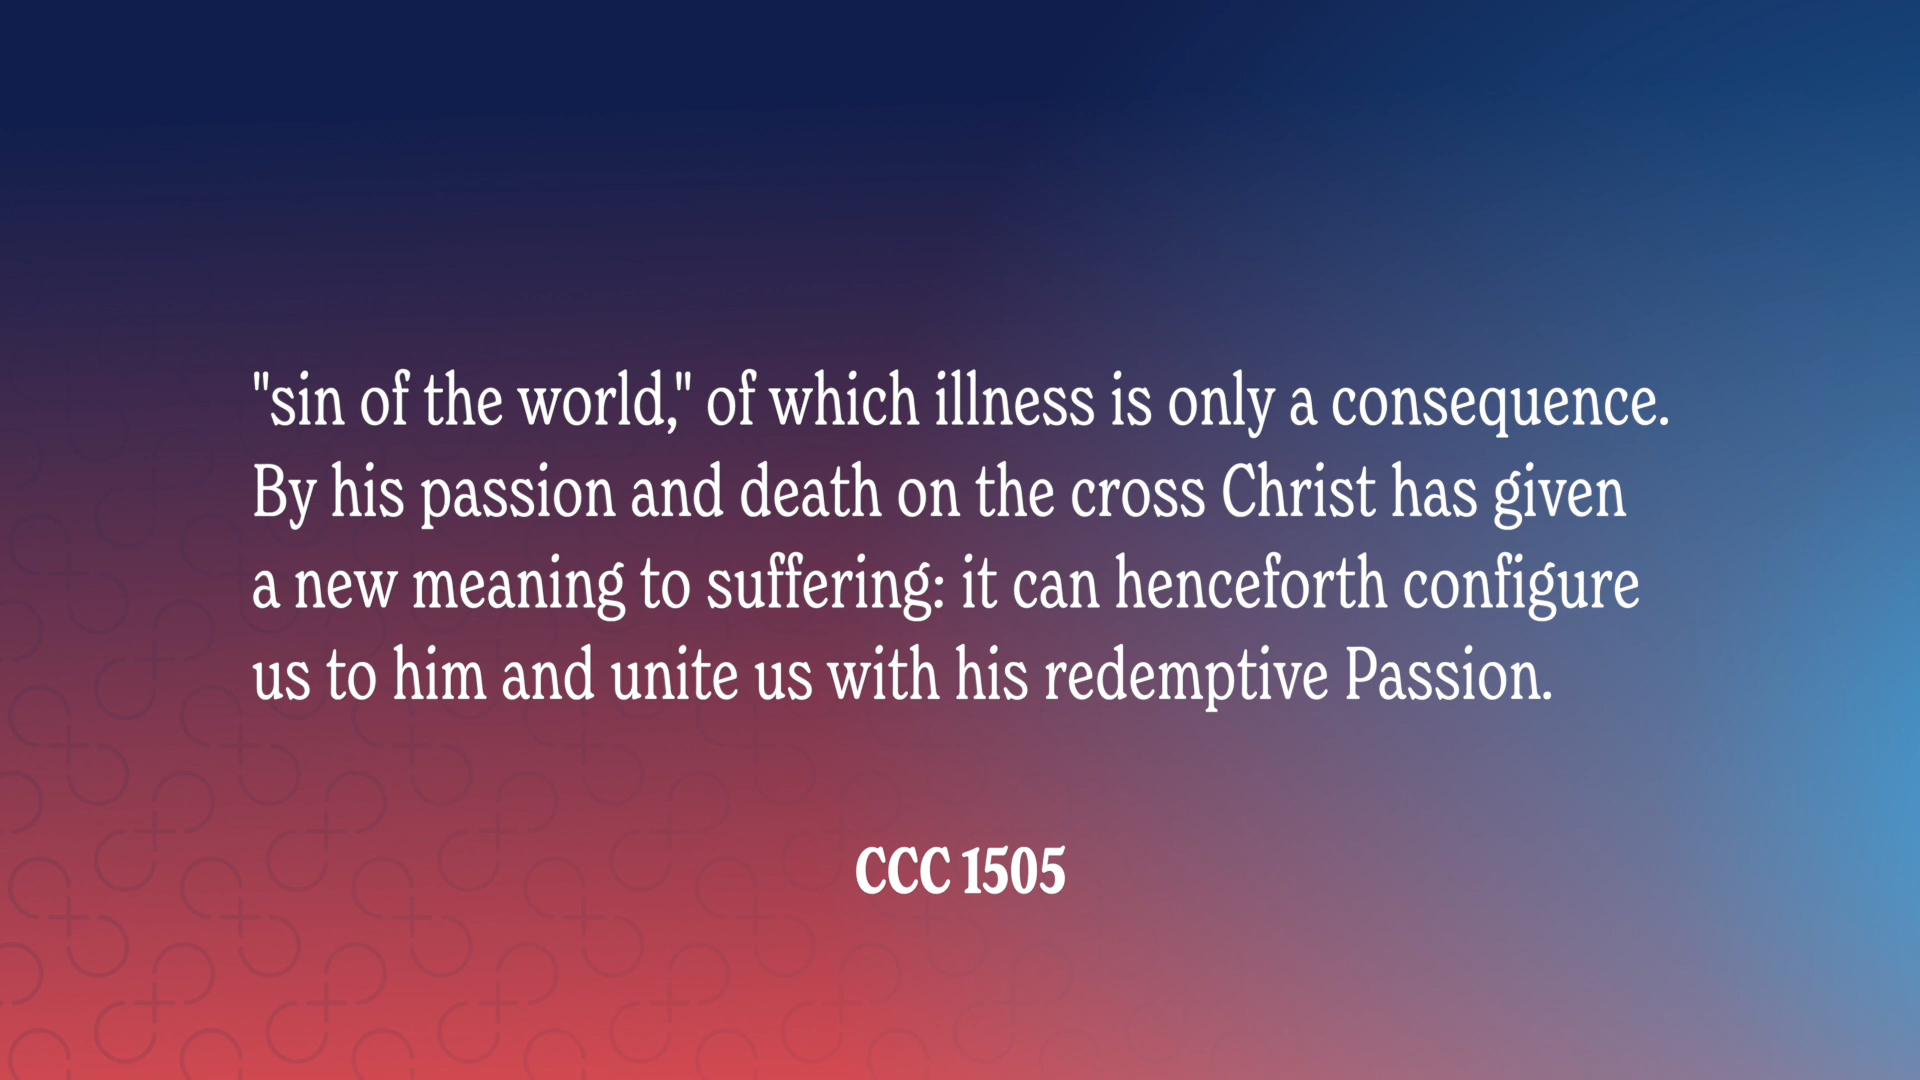 "sin of the world," of which illness is only a consequence.
By his passion and death on the cross Christ has given
a new meaning to suffering: it can henceforth configure
us to him and unite us with his redemptive Passion.
CCC 1505